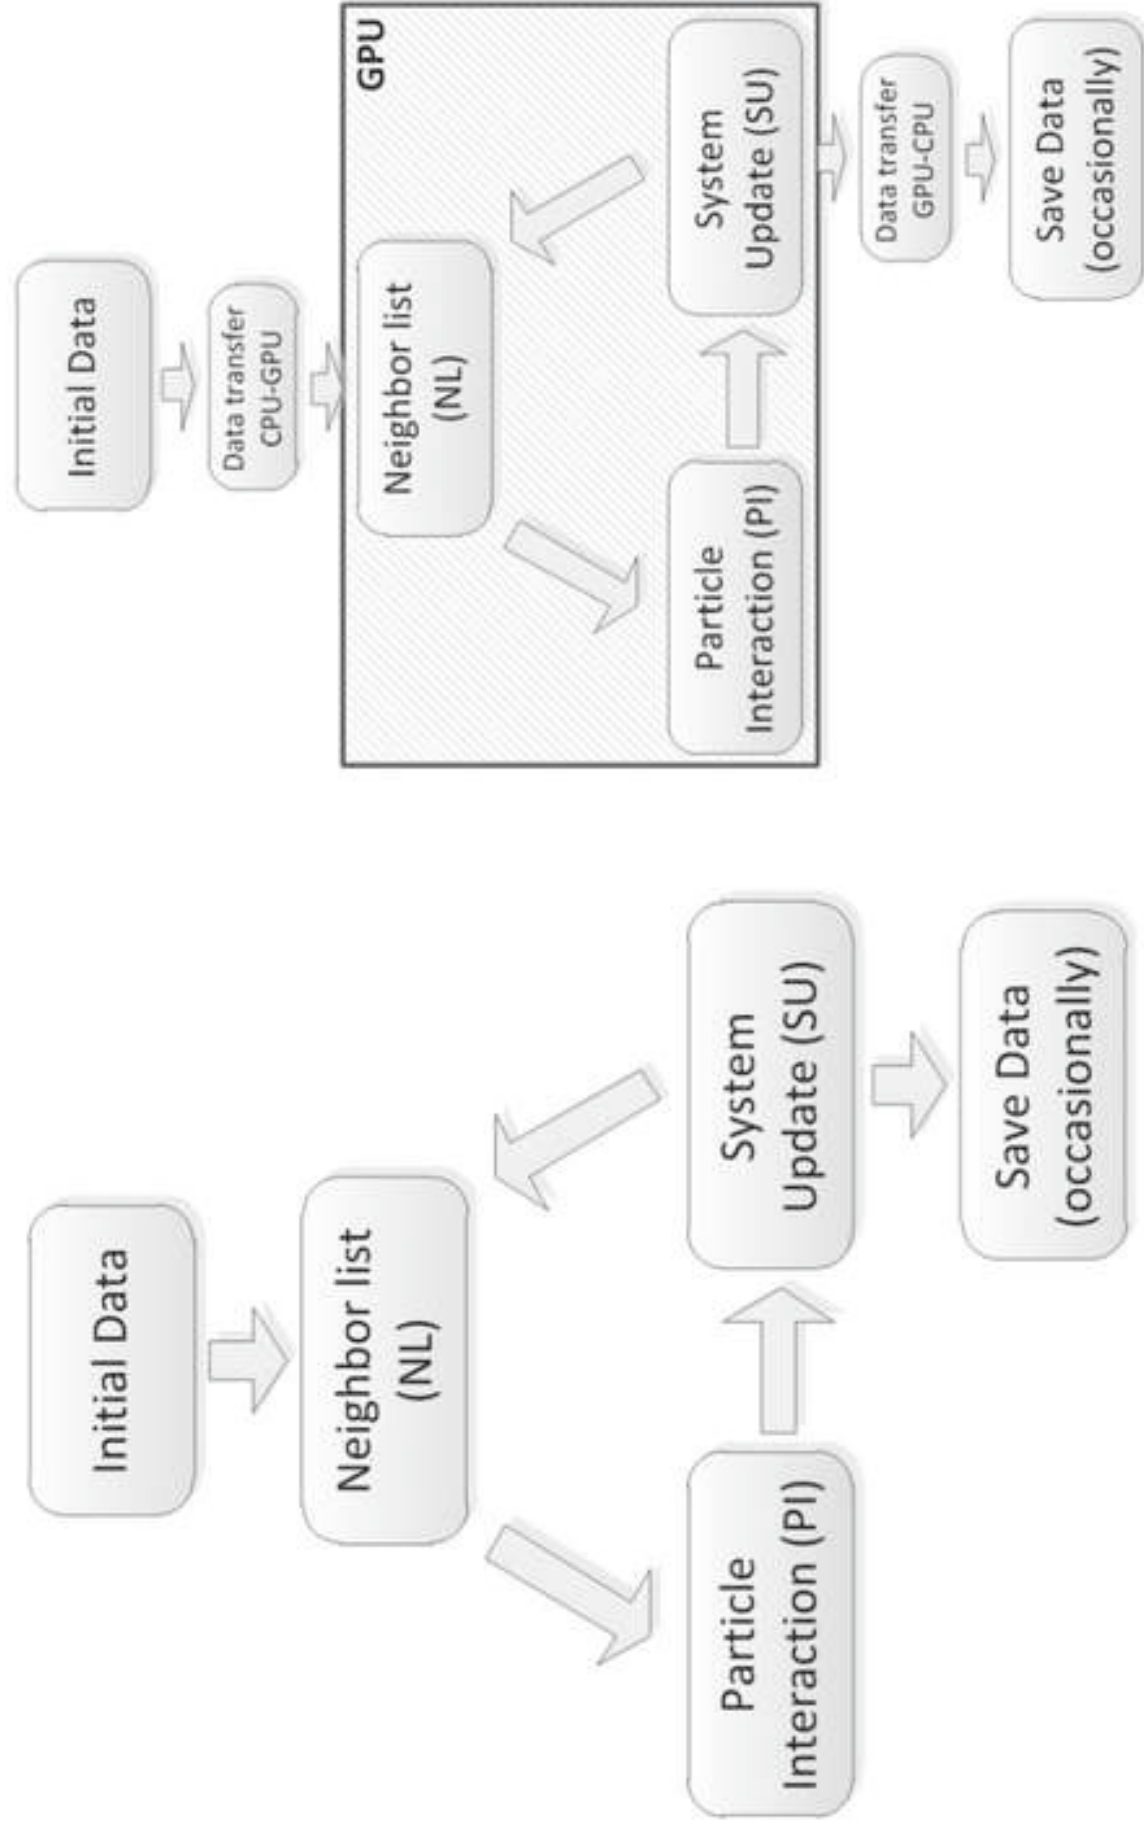 Initial Data
Neighbor list
(NL)
Particle
Interaction (PI)
System
Update (SU)
Save Data
(occasionally)
Initial Data
Data transfer
CPU-GPU
GPU
Neighbor list
(NL)
Particle
Interaction (PI)
System
Update (SU)
Data transfer
GPU-CPU
Save Data
(occasionally)